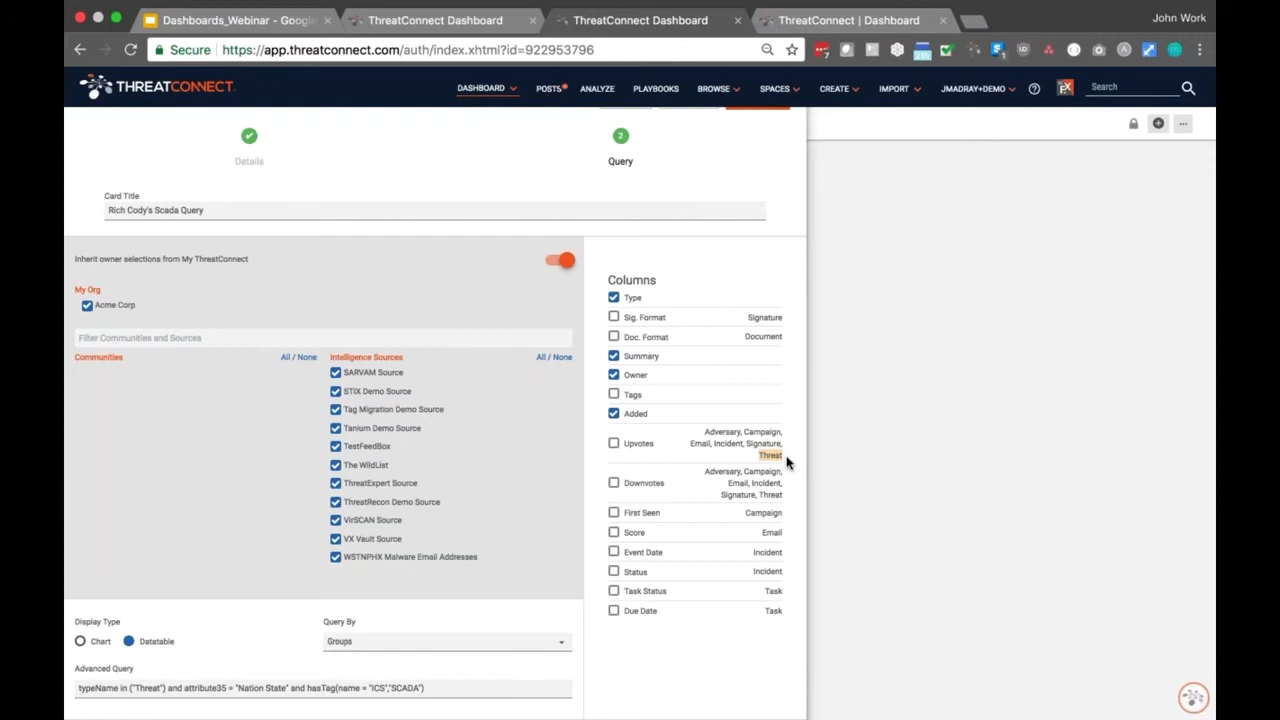 Dashboards_Webinar - Google
ThreatConnect Dashboard
ThreatConnect Dashboard
ThreatConnect | Dashboard
John Work
Secure
https://app.threatconnect.com/auth/index.xhtml?id=922953796
THREATCONNECT
DASHBOARD
POSTS
ANALYZE
PLAYBOOKS
BROWSE
SPACES
CREATE
IMPORT
JMADRAY+DEMO
Search
2
Details
Query
Card Title
Rich Cody's Scada Query
Inherit owner selections from My ThreatConnect
My Org
Acme Corp
Filter Communities and Sources
Communities All / None
Intelligence Sources All / None
SARVAM Source
STIX Demo Source
Tag Migration Demo Source
Tanium Demo Source
TestFeedBox
The WildList
ThreatExpert Source
ThreatRecon Demo Source
VirSCAN Source
VX Vault Source
WSTNPHX Malware Email Addresses
Columns
Type
Sig. Format Signature
Doc. Format Document
Summary
Owner
Tags
Added
Adversary, Campaign,
Upvotes Email, Incident, Signature,
Threat
Adversary, Campaign,
Downvotes Email, Incident,
Signature, Threat
First Seen Campaign
Score Email
Event Date Incident
Status Incident
Task Status Task
Due Date Task
Display Type
Chart Datatable
Query By
Groups
Advanced Query
typeName in ("Threat") and attribute35 = "Nation State" and hasTag(name = "ICS","SCADA")